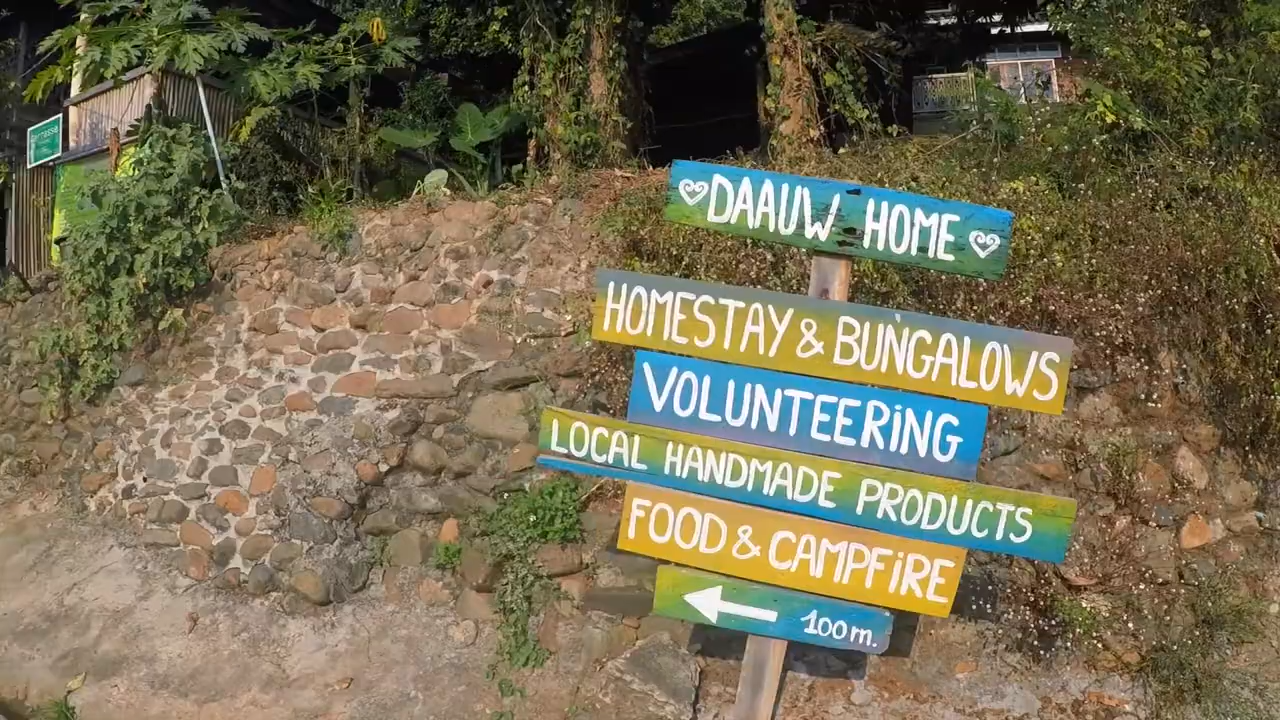 DAAUW HOME
HOMESTAY & BUNGALOWS
VOLUNTEERiNG
LOCAL HANDMADE PRODUCTS
FOOD & CAMPFiRE
100m.